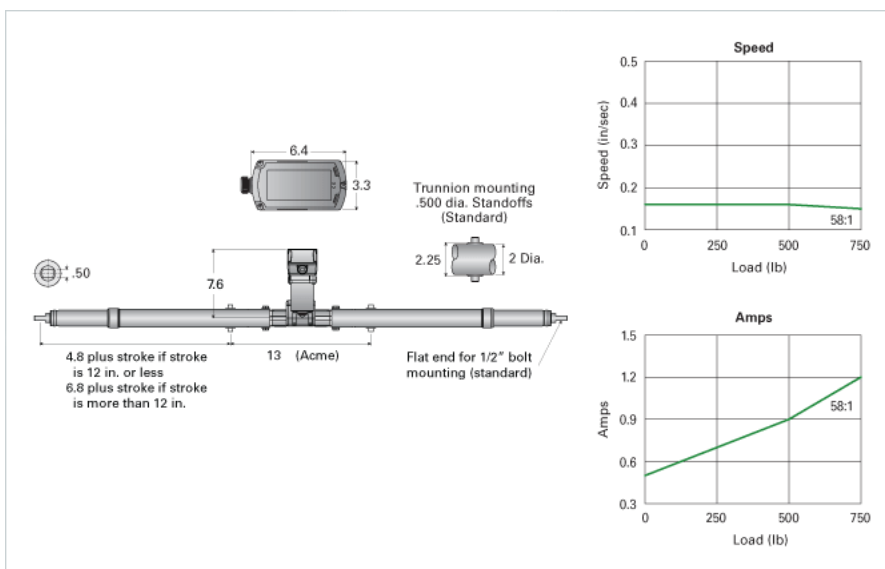 6.4
3.3
Trunnion mounting
.500 dia. Standoffs
(Standard)
2.25
2 Dia.
.50
7.6
4.8 plus stroke if stroke
is 12 in. or less
6.8 plus stroke if stroke
is more than 12 in.
13 (Acme)
Flat end for 1/2" bolt
mounting (standard)
Speed
Speed (in/sec)
0.5
0.4
0.3
0.2
0.1
58:1
0 250 500 750
Load (lb)
Amps
Amps
1.5
1.2
0.9
0.6
0.3
58:1
0 250 500 750
Load (lb)